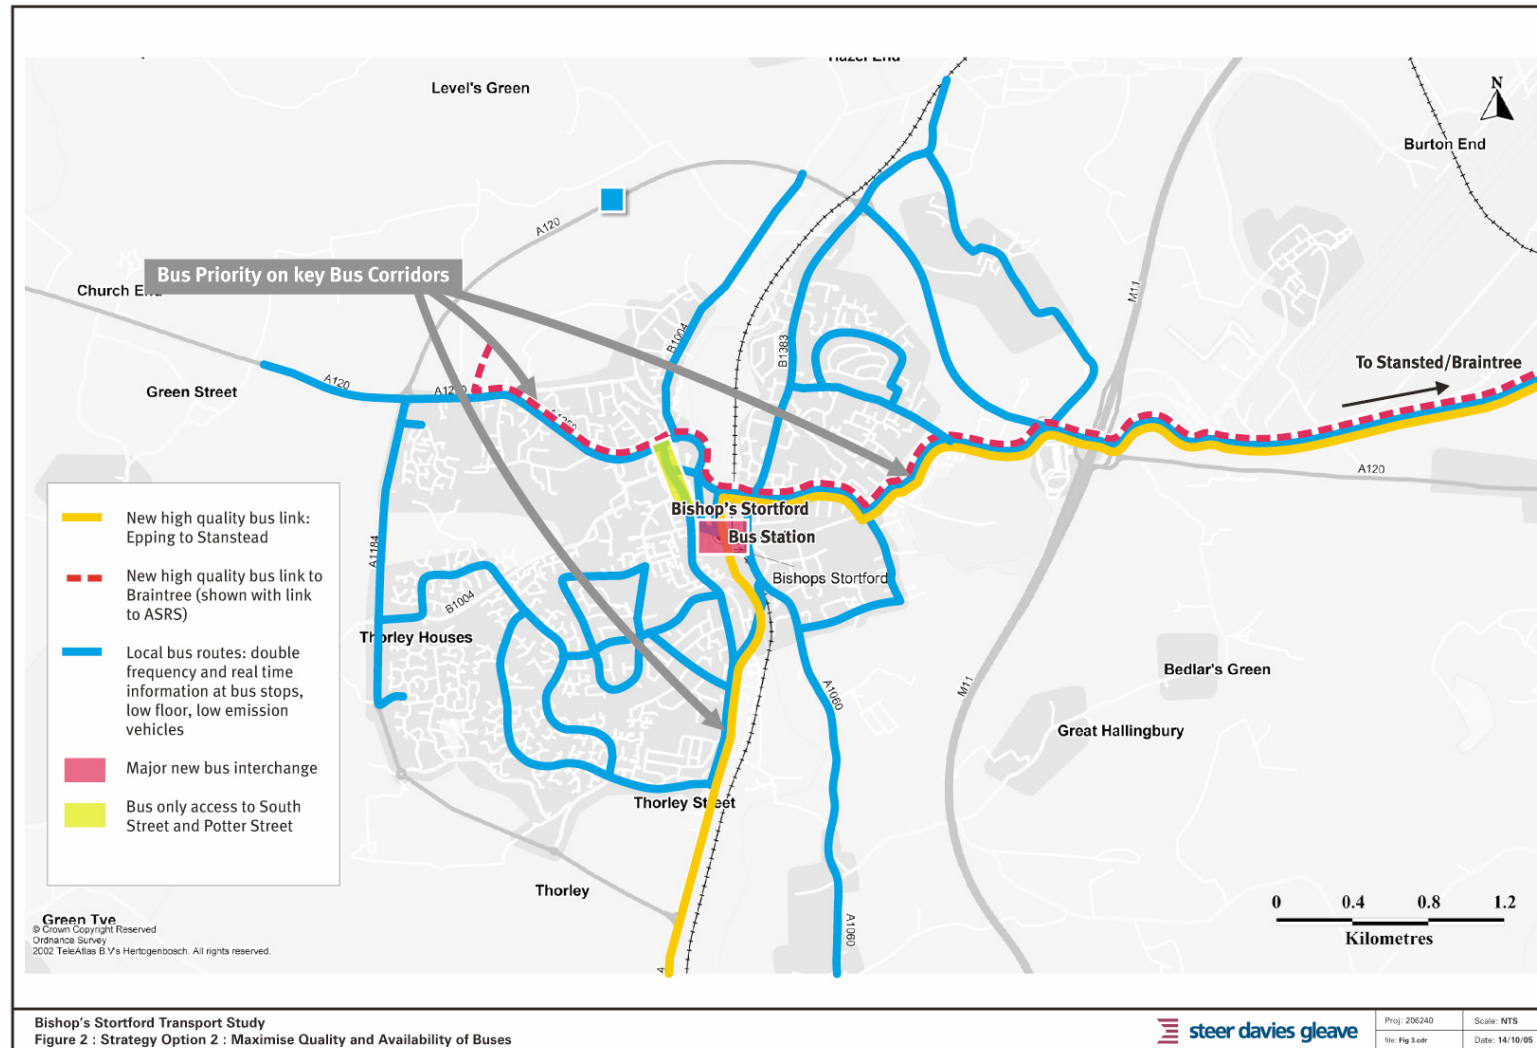 Hazel End
Level's Green
N
Burton End
A120
Bus Priority on key Bus Corridors
Church End
M11
B1004
B1383
To Stansted/Braintree
Green Street
A120
A1250
A120
New high quality bus link:
Epping to Stanstead
New high quality bus link to
Braintree (shown with link
to ASRS)
Local bus routes: double
frequency and real time
information at bus stops,
low floor, low emission
vehicles
Major new bus interchange
Bus only access to South
Street and Potter Street
Bishop's Stortford
Bus Station
A1184
Bishops Stortford
B1004
Thorley Houses
Bedlar's Green
M11
A1060
Great Hallingbury
Thorley Street
Thorley
0 0.4 0.8 1.2
Kilometres
A1060
Green Tye
© Crown Copyright Reserved
Ordnance Survey
2002 TeleAtlas B.V's Hertogenbosch. All rights reserved.
Bishop's Stortford Transport Study
Figure 2 : Strategy Option 2 : Maximise Quality and Availability of Buses
steer davies gleave
Proj: 206240
Scale: NTS
file: Fig 3.cdr
Date: 14/10/05